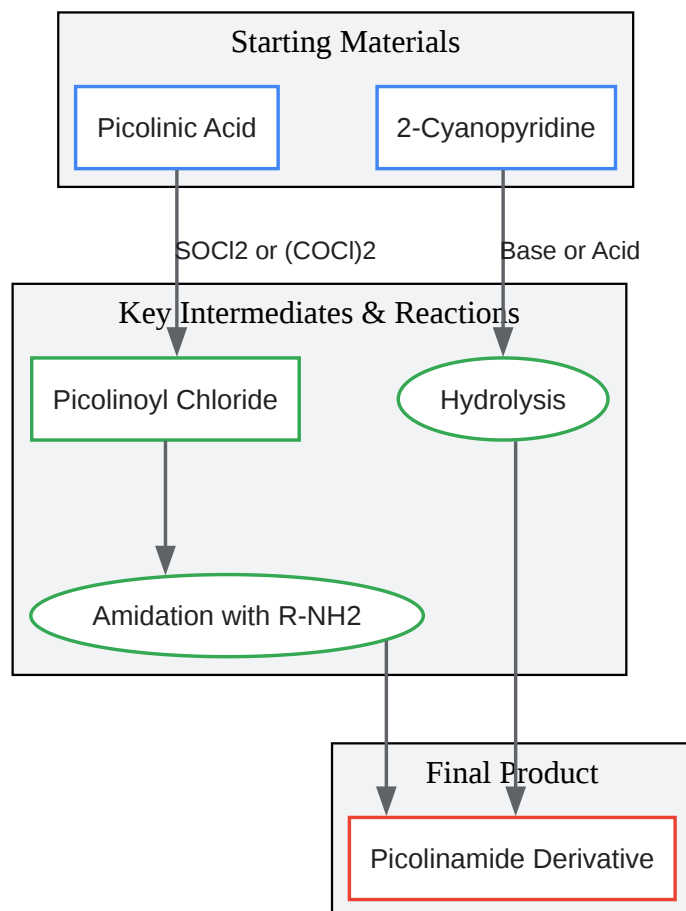 Starting Materials
Picolinic Acid
2-Cyanopyridine
SOCl2 or (COCl)2
Base or Acid
Key Intermediates & Reactions
Picolinoyl Chloride
Hydrolysis
Amidation with R-NH2
Final Product
Picolinamide Derivative